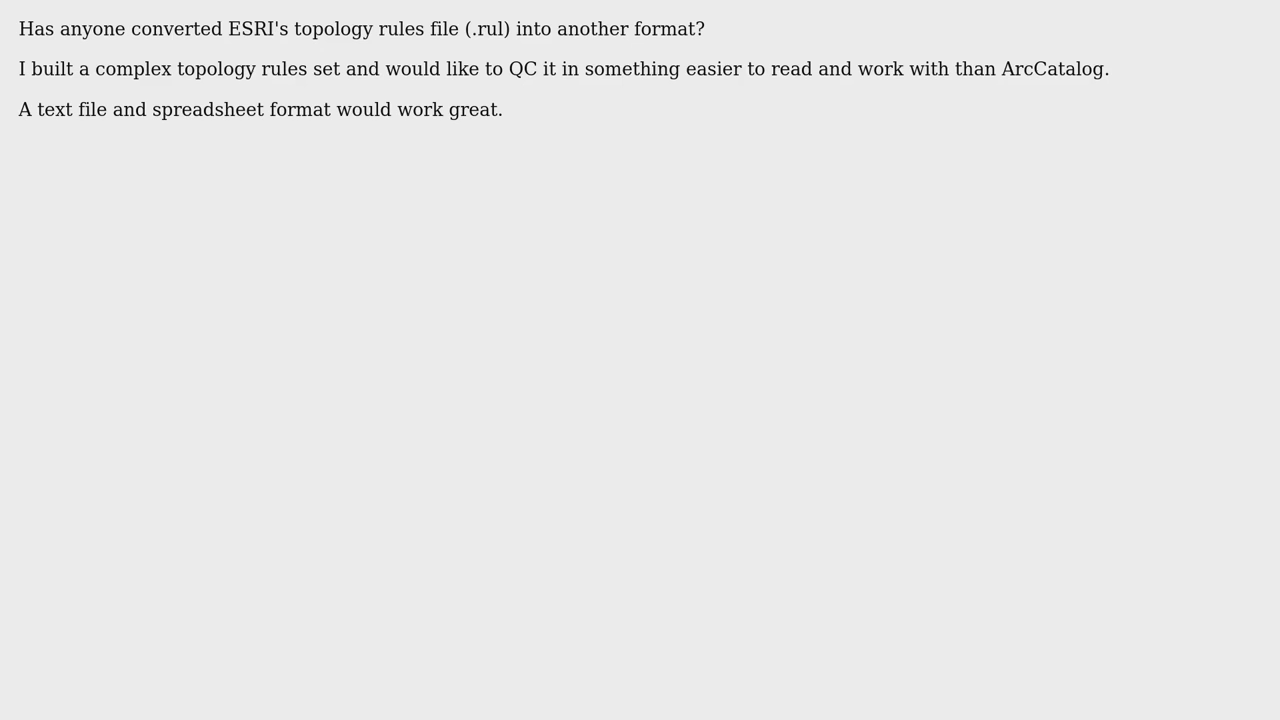 Has anyone converted ESRI's topology rules file (.rul) into another format?
I built a complex topology rules set and would like to QC it in something easier to read and work with than ArcCatalog.
A text file and spreadsheet format would work great.